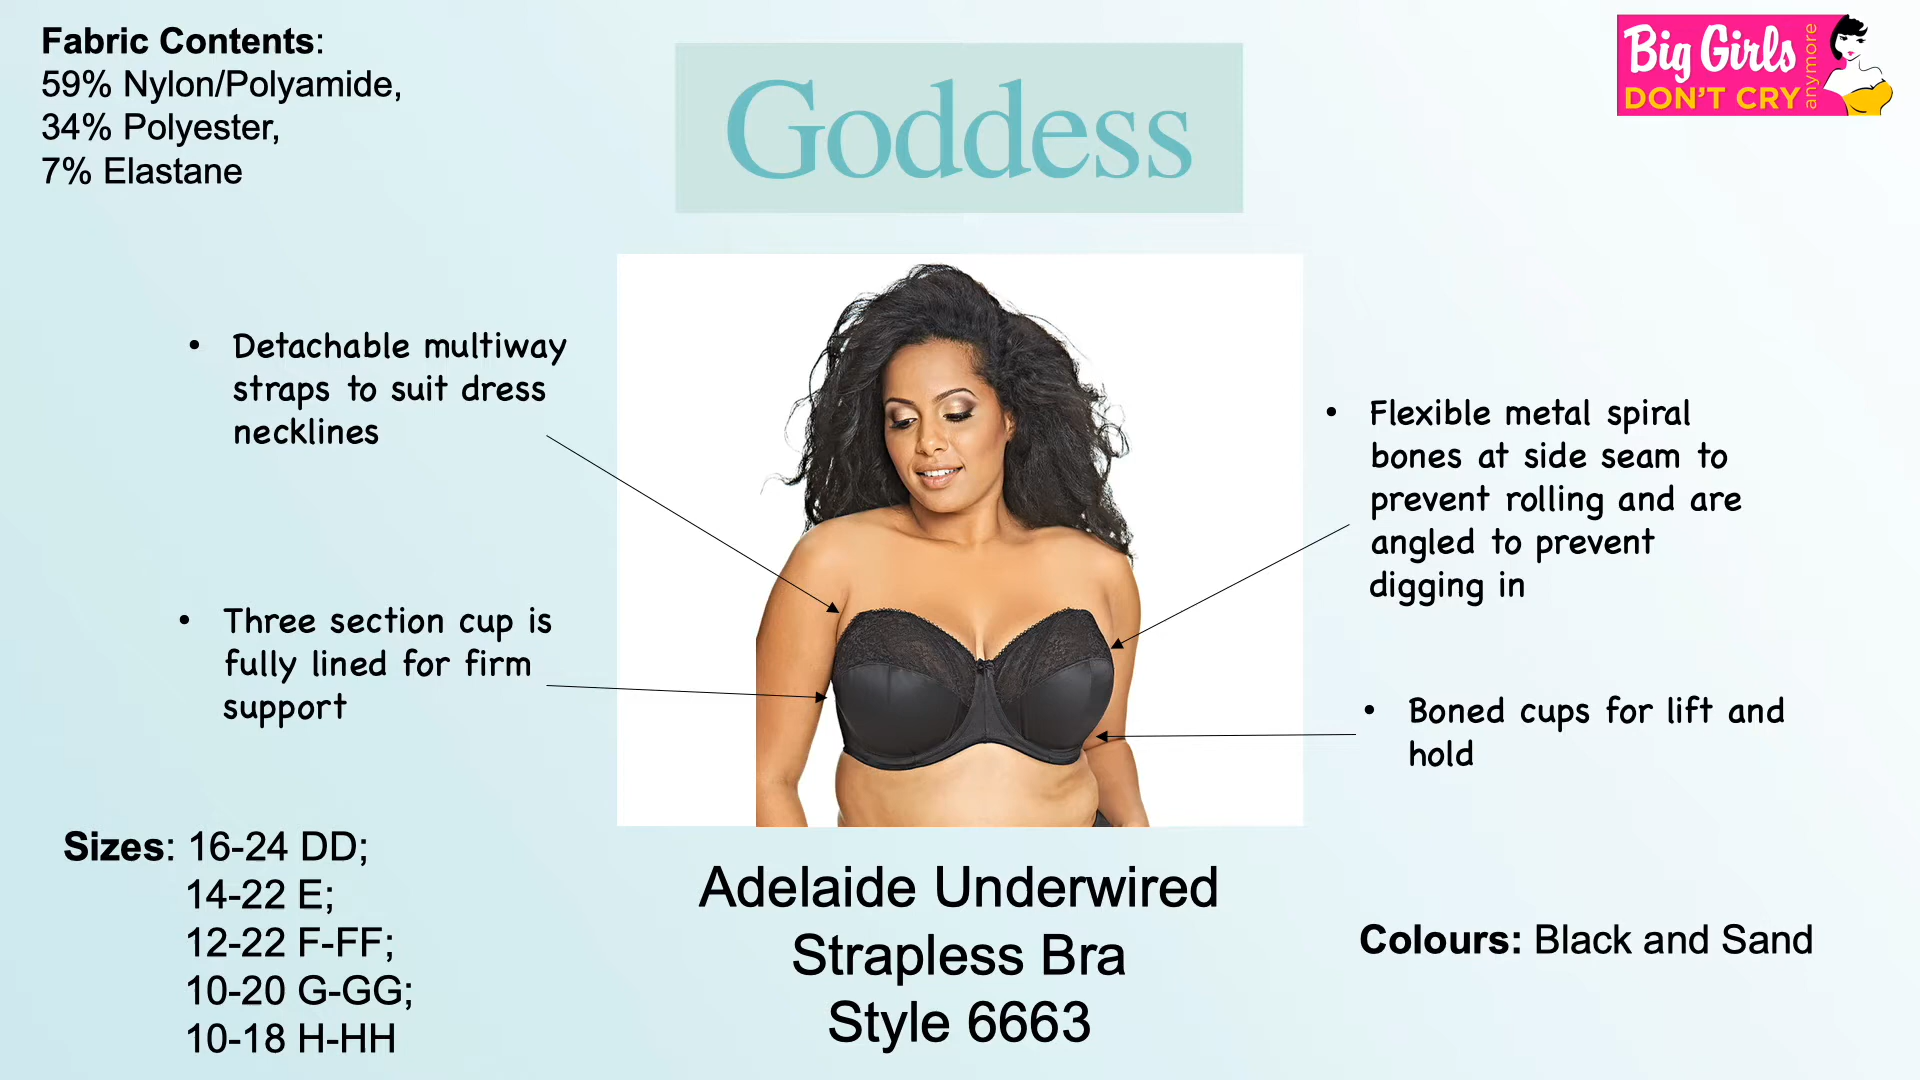 Fabric Contents:
59% Nylon/Polyamide,
34% Polyester,
7% Elastane
Goddess
Big Girls
DON'T CRY
anymore
• Detachable multiway
straps to suit dress
necklines
• Flexible metal spiral
bones at side seam to
prevent rolling and are
angled to prevent
digging in
• Three section cup is
fully lined for firm
support
• Boned cups for lift and
hold
Sizes: 16-24 DD;
14-22 E;
12-22 F-FF;
10-20 G-GG;
10-18 H-HH
Adelaide Underwired
Strapless Bra
Style 6663
Colours: Black and Sand